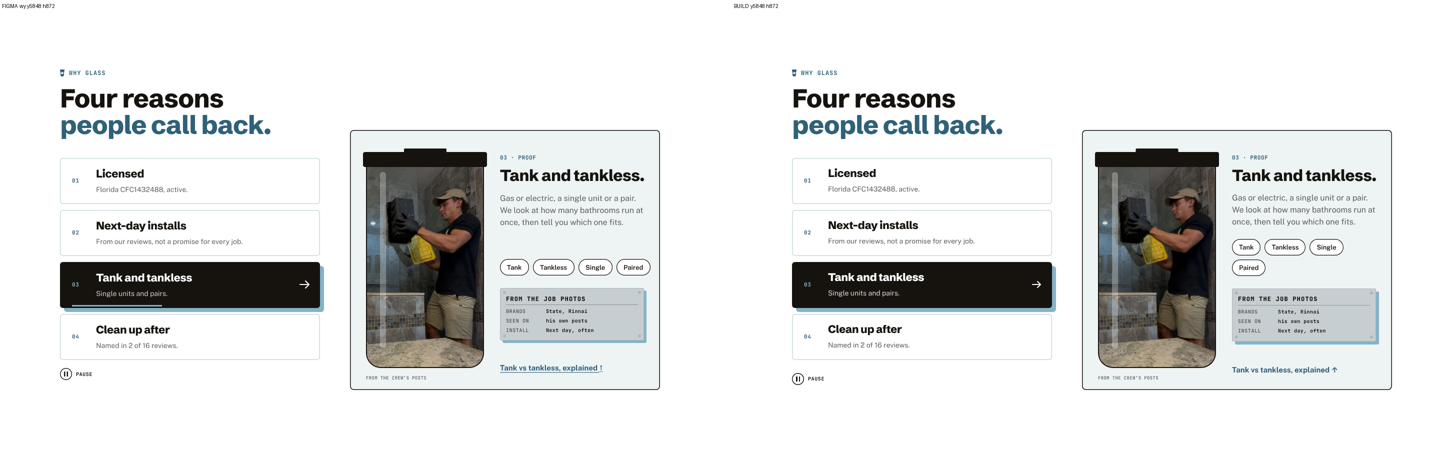 FIGMA wy y5848 h872
WHY GLASS
Four reasons
people call back.
01
Licensed
Florida CFC1432488, active.
02
Next-day installs
From our reviews, not a promise for every job.
03
Tank and tankless
Single units and pairs.
04
Clean up after
Named in 2 of 16 reviews.
PAUSE
FROM THE CREW'S POSTS
03 · PROOF
Tank and tankless.
Gas or electric, a single unit or a pair.
We look at how many bathrooms run at
once, then tell you which one fits.
Tank Tankless Single Paired
FROM THE JOB PHOTOS
BRANDS State, Rinnai
SEEN ON his own posts
INSTALL Next day, often
Tank vs tankless, explained ↑
BUILD y5848 h872
WHY GLASS
Four reasons
people call back.
01
Licensed
Florida CFC1432488, active.
02
Next-day installs
From our reviews, not a promise for every job.
03
Tank and tankless
Single units and pairs.
04
Clean up after
Named in 2 of 16 reviews.
PAUSE
FROM THE CREW'S POSTS
03 · PROOF
Tank and tankless.
Gas or electric, a single unit or a pair.
We look at how many bathrooms run at
once, then tell you which one fits.
Tank Tankless Single
Paired
FROM THE JOB PHOTOS
BRANDS State, Rinnai
SEEN ON his own posts
INSTALL Next day, often
Tank vs tankless, explained ↑